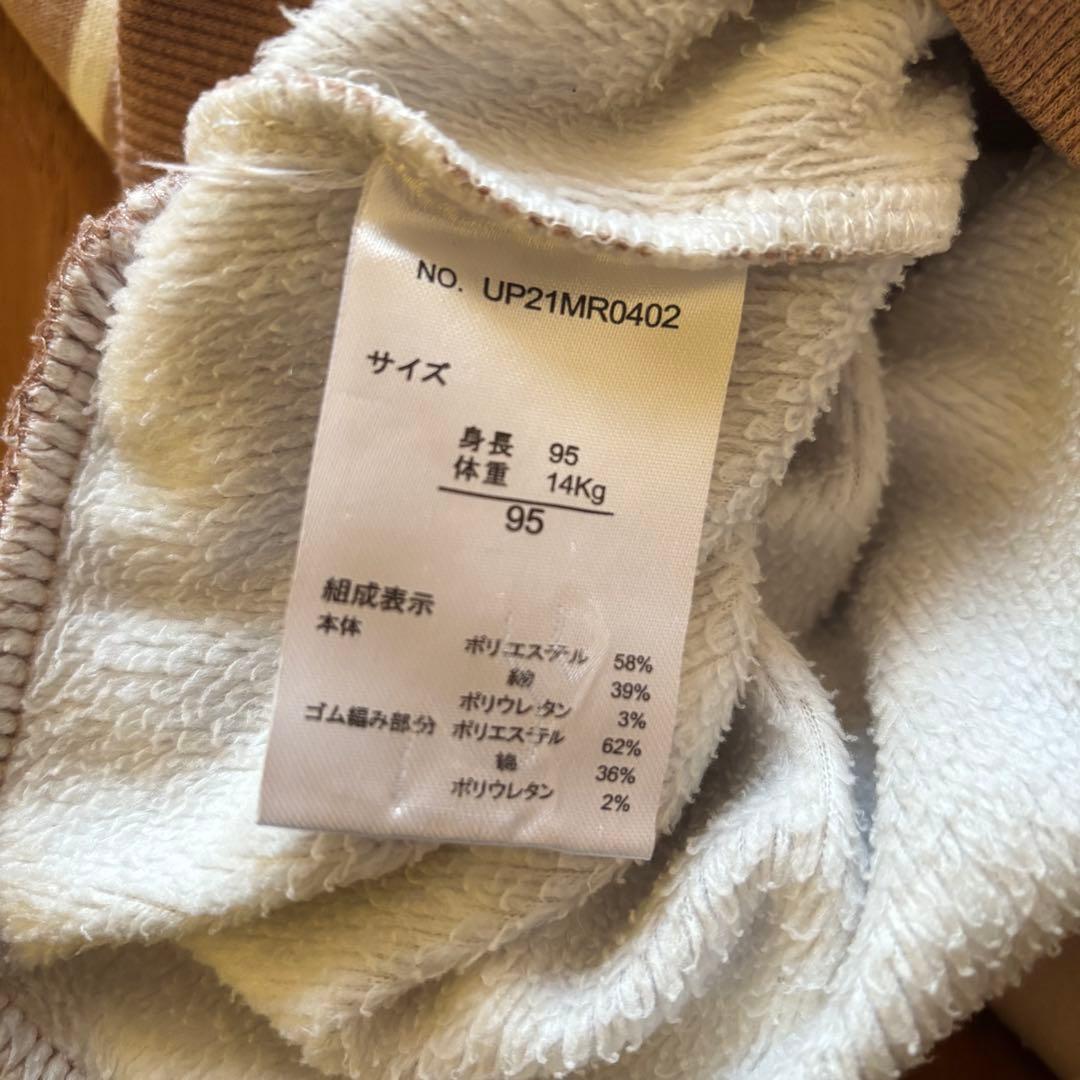 NO. UP21MR0402
サイズ
身長 95
体重 14Kg
95
組成表示
本体 ポリエステル 58%
綿 39%
ポリウレタン 3%
ゴム編み部分 ポリエステル 62%
綿 36%
ポリウレタン 2%